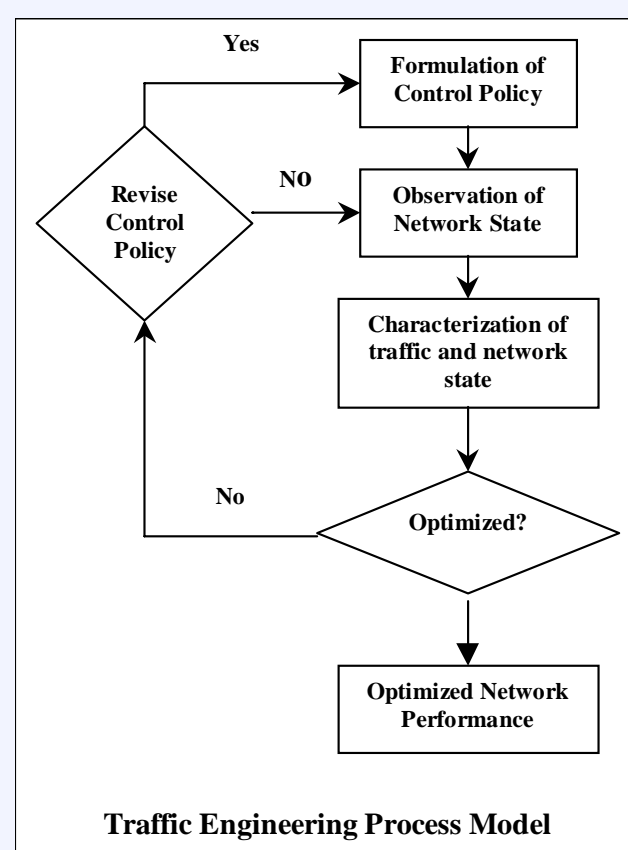 Yes
Formulation of
Control Policy
Revise
Control
Policy
NO
Observation of
Network State
Characterization of
traffic and network
state
No
Optimized?
Optimized Network
Performance
Traffic Engineering Process Model